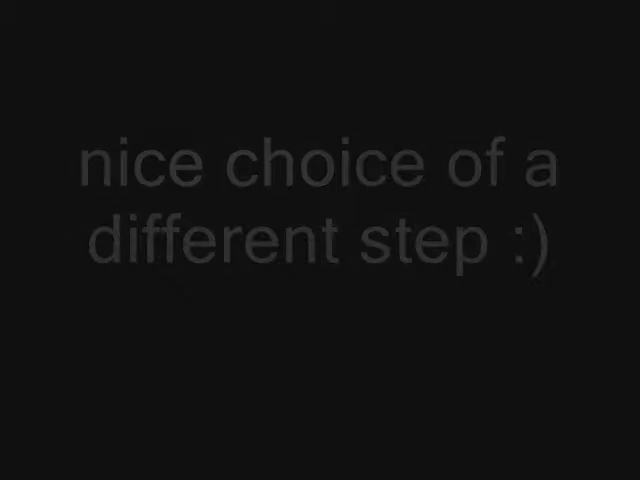 nice choice of a
different step :)